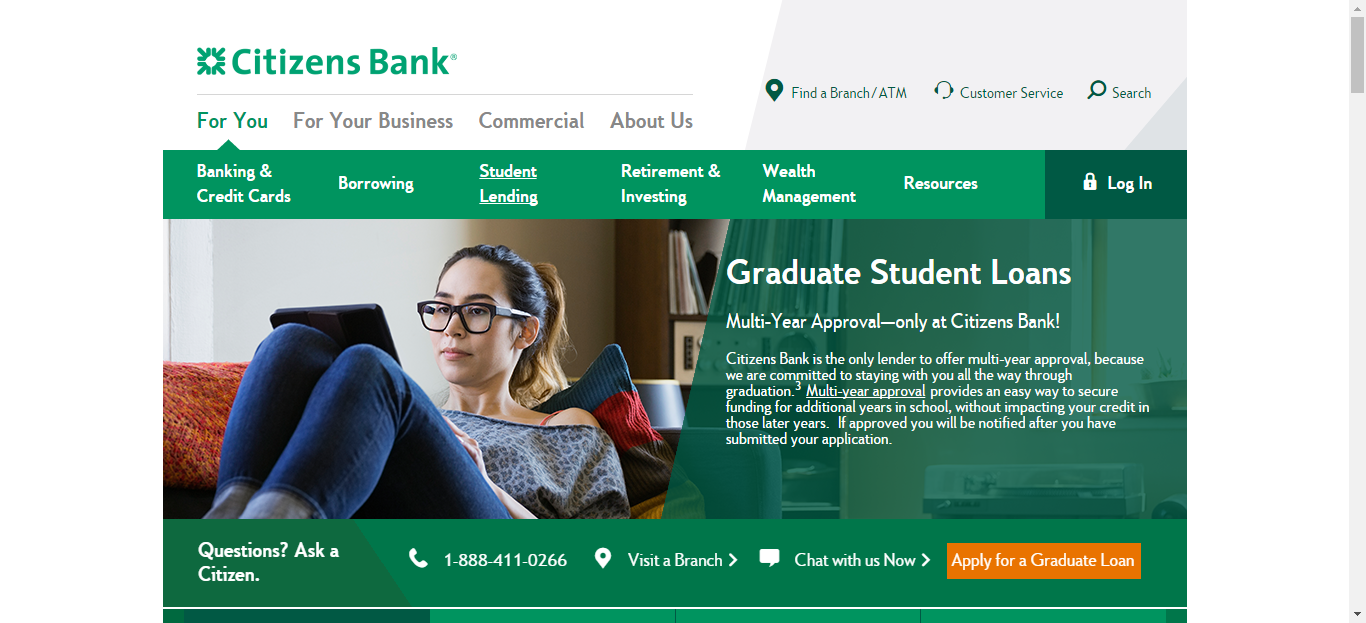 Citizens Bank®
Find a Branch/ATM
Customer Service
Search
For You
For Your Business
Commercial
About Us
Banking &
Credit Cards
Borrowing
Student
Lending
Retirement &
Investing
Wealth
Management
Resources
Log In
Graduate Student Loans
Multi-Year Approval—only at Citizens Bank!
Citizens Bank is the only lender to offer multi-year approval, because
we are committed to staying with you all the way through
graduation.3 Multi-year approval provides an easy way to secure
funding for additional years in school, without impacting your credit in
those later years. If approved you will be notified after you have
submitted your application.
Questions? Ask a
Citizen.
1-888-411-0266
Visit a Branch
Chat with us Now
Apply for a Graduate Loan